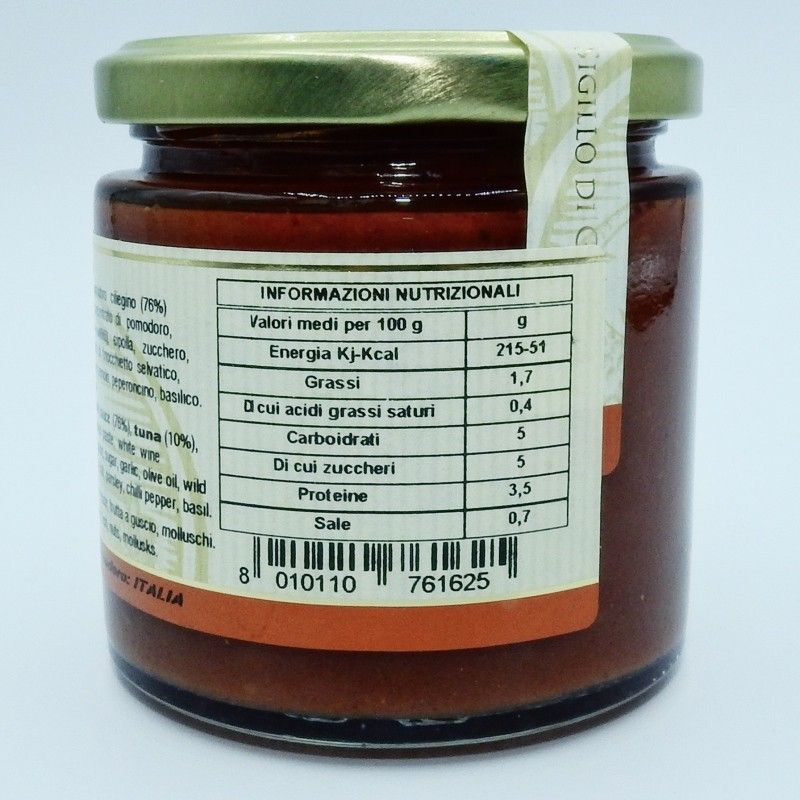 SIGILLO DI G
ciliegino (76%)
di pomodoro,
cipolla, zucchero,
finocchietto selvatico,
peperoncino, basilico.
(76%), tuna (10%),
white wine
sugar, garlic, olive oil, wild
parsley, chilli pepper, basil.
frutta a guscio, molluschi.
nuts, mollusks.
ITALIA
INFORMAZIONI NUTRIZIONALI
Valori medi per 100 g g
Energia Kj-Kcal 215-51
Grassi 1,7
Di cui acidi grassi saturi 0,4
Carboidrati 5
Di cui zuccheri 5
Proteine 3,5
Sale 0,7
8 010110 761625